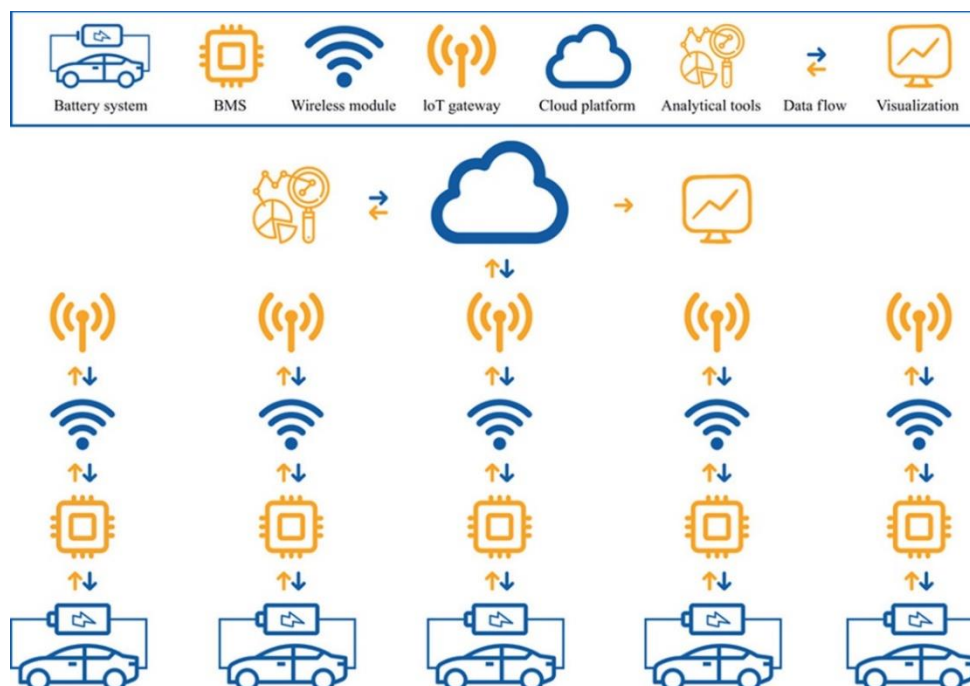 Battery system
BMS
Wireless module
IoT gateway
Cloud platform
Analytical tools
Data flow
Visualization